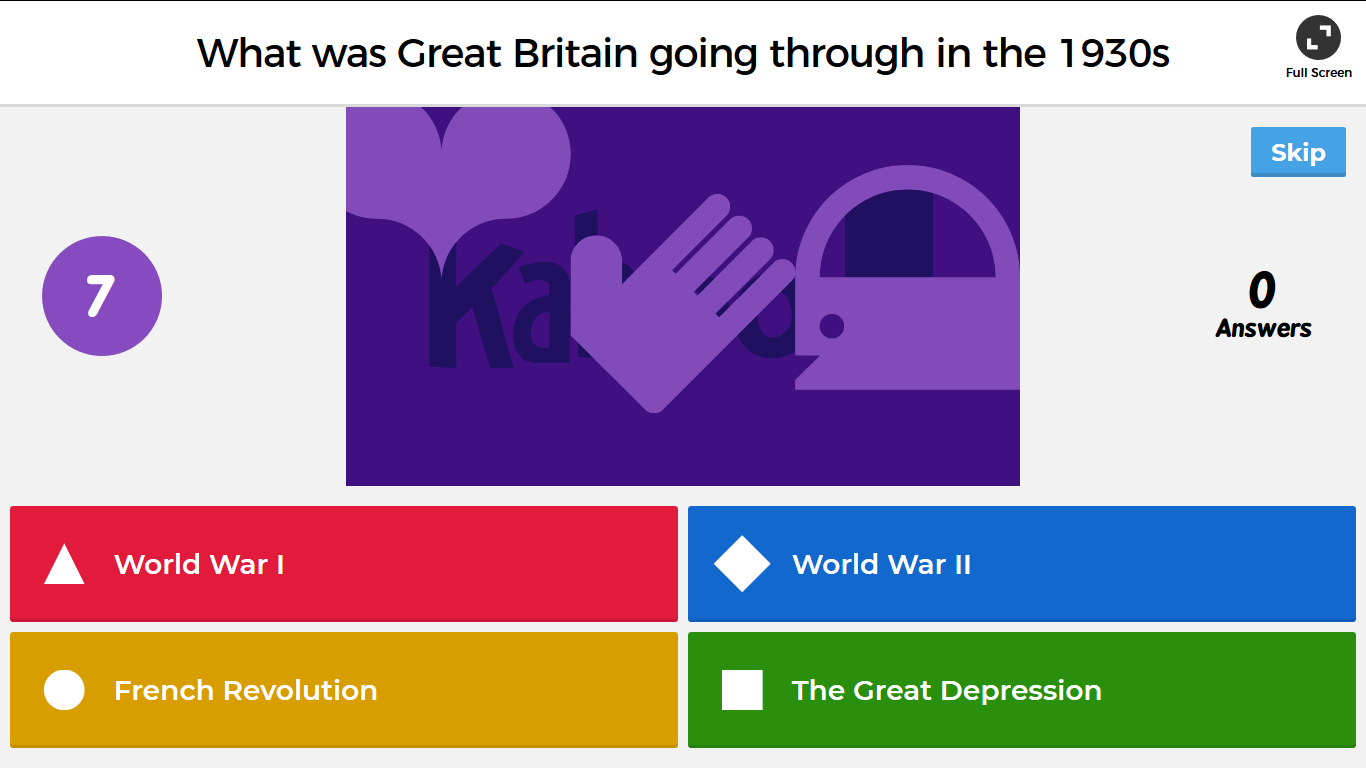 What was Great Britain going through in the 1930s
Full Screen
Skip
7
0
Answers
World War I
World War II
French Revolution
The Great Depression